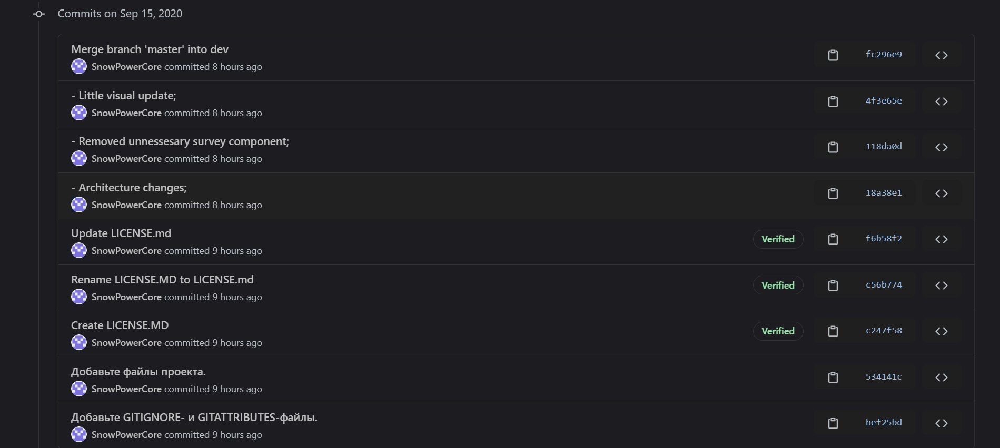 Commits on Sep 15, 2020
Merge branch 'master' into dev
SnowPowerCore committed 8 hours ago
fc296e9
- Little visual update;
SnowPowerCore committed 8 hours ago
4f3e65e
- Removed unnessesary survey component;
SnowPowerCore committed 8 hours ago
118da0d
- Architecture changes;
SnowPowerCore committed 8 hours ago
18a38e1
Update LICENSE.md
SnowPowerCore committed 9 hours ago
Verified
f6b58f2
Rename LICENSE.MD to LICENSE.md
SnowPowerCore committed 9 hours ago
Verified
c56b774
Create LICENSE.MD
SnowPowerCore committed 9 hours ago
Verified
c247f58
Добавьте файлы проекта.
SnowPowerCore committed 9 hours ago
534141c
Добавьте GITIGNORE- и GITATTRIBUTES-файлы.
SnowPowerCore committed 9 hours ago
bef25bd